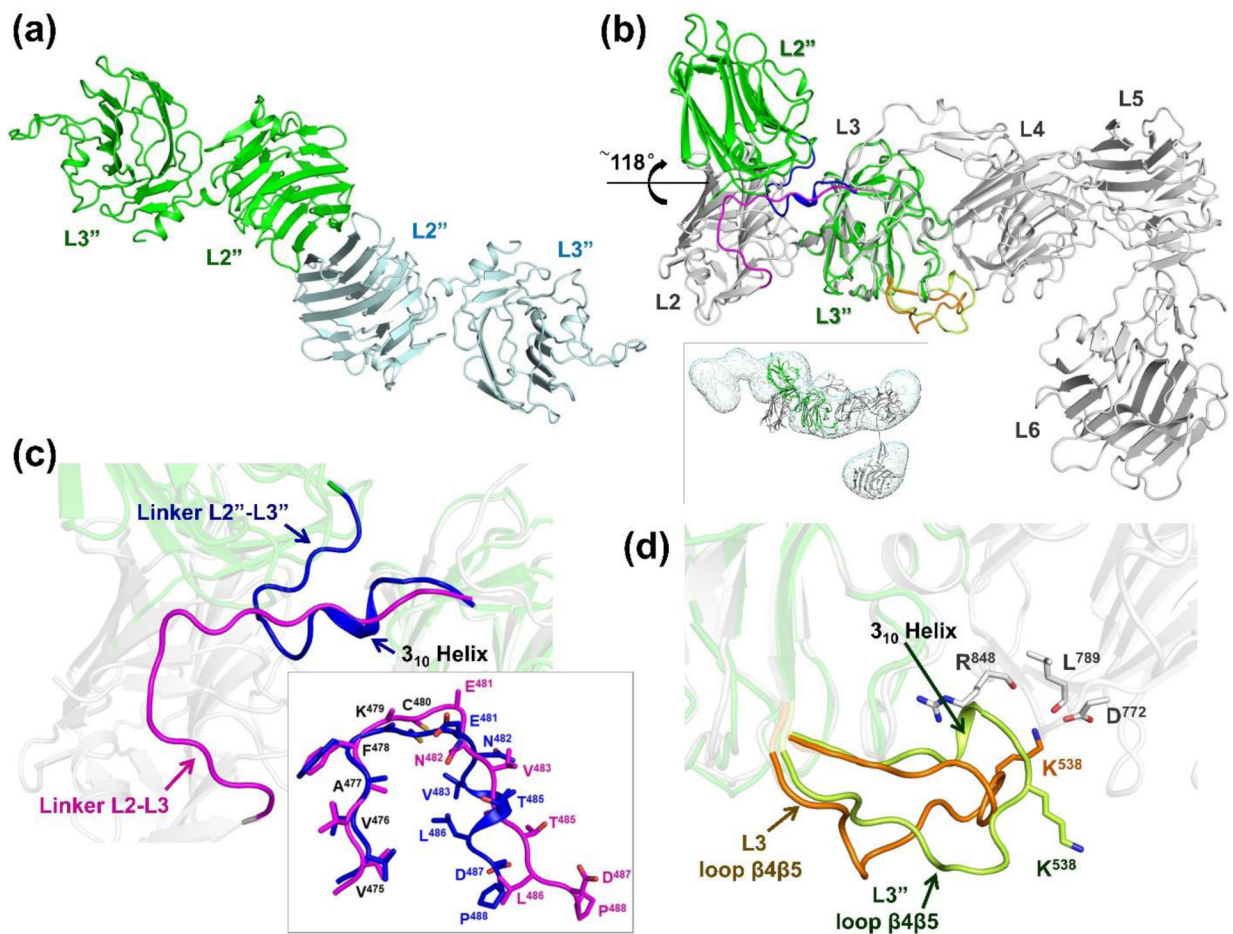 (a)
L3”
L2”
L2”
L3”
(b)
L2”
L3
L4
L5
~118°
L2
L3”
L6
(c)
Linker L2”-L3”
3₁₀ Helix
Linker L2-L3
E⁴⁸¹
C⁴⁸⁰
K⁴⁷⁹
E⁴⁸¹
F⁴⁷⁸
N⁴⁸²
N⁴⁸²
V⁴⁸³
A⁴⁷⁷
V⁴⁸³
T⁴⁸⁵
V⁴⁷⁶
L⁴⁸⁶
T⁴⁸⁵
D⁴⁸⁷
D⁴⁸⁷
V⁴⁷⁵
L⁴⁸⁶
P⁴⁸⁸
P⁴⁸⁸
(d)
3₁₀ Helix
R⁸⁴⁸
L⁷⁸⁹
D⁷⁷²
K⁵³⁸
L3
loop β4β5
K⁵³⁸
L3”
loop β4β5